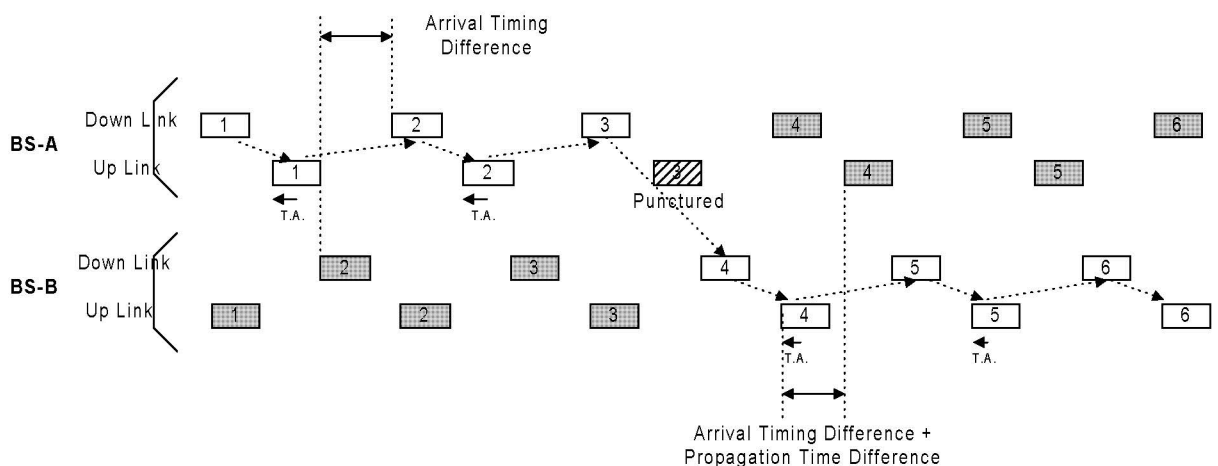 Arrival Timing
Difference
BS-A
Down Link
1 2 3 4 5 6
Up Link
1 2 3 4 5
T.A. T.A. Punctured
BS-B
Down Link
2 3 4 5 6
Up Link
1 2 3 4 5 6
T.A. T.A.
Arrival Timing Difference +
Propagation Time Difference